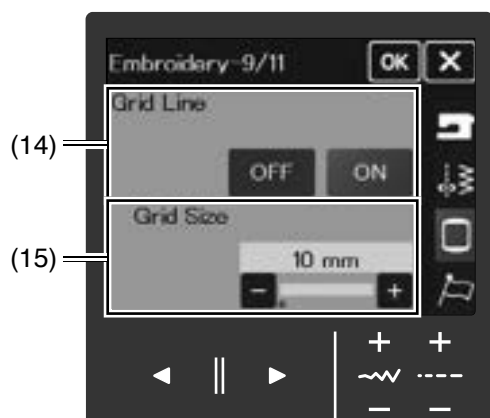 Embroidery-9/11 OK X
(14) Grid Line
OFF ON
(15) Grid Size
10 mm
- +
+ +
- -